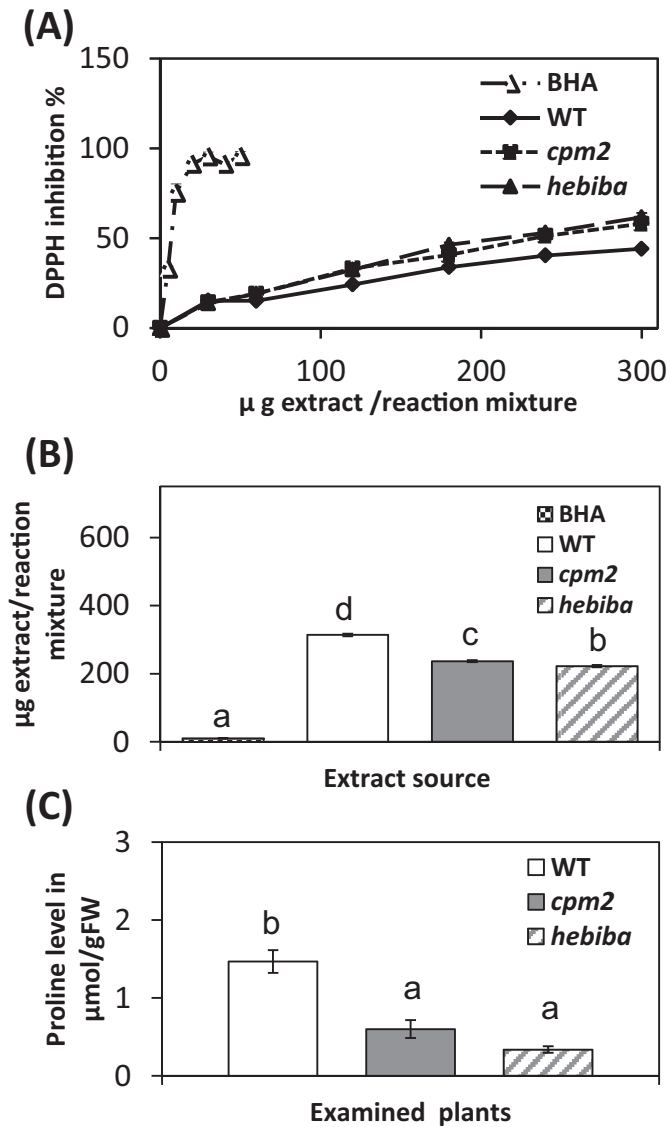 (A)
150
100
50
0
DPPH inhibition %
BHA
WT
cpm2
hebiba
0 100 200 300
μ g extract /reaction mixture
(B)
600
400
200
0
μg extract/reaction
mixture
BHA
WT
cpm2
hebiba
a
d
c
b
Extract source
(C)
3
2
1
0
Proline level in
μmol/gFW
WT
cpm2
hebiba
b
a
a
Examined plants